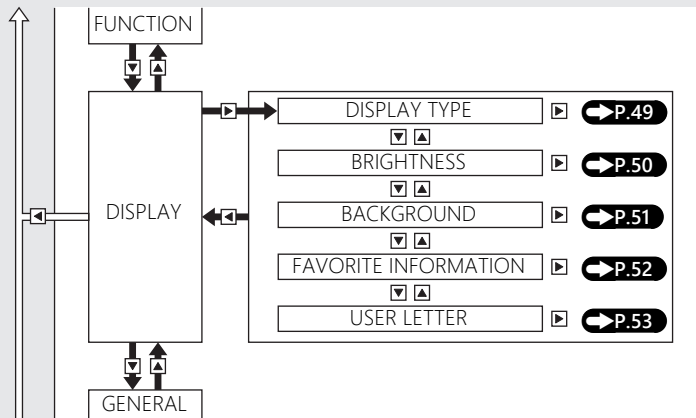 FUNCTION
DISPLAY
DISPLAY TYPE P.49
BRIGHTNESS P.50
BACKGROUND P.51
FAVORITE INFORMATION P.52
USER LETTER P.53
GENERAL